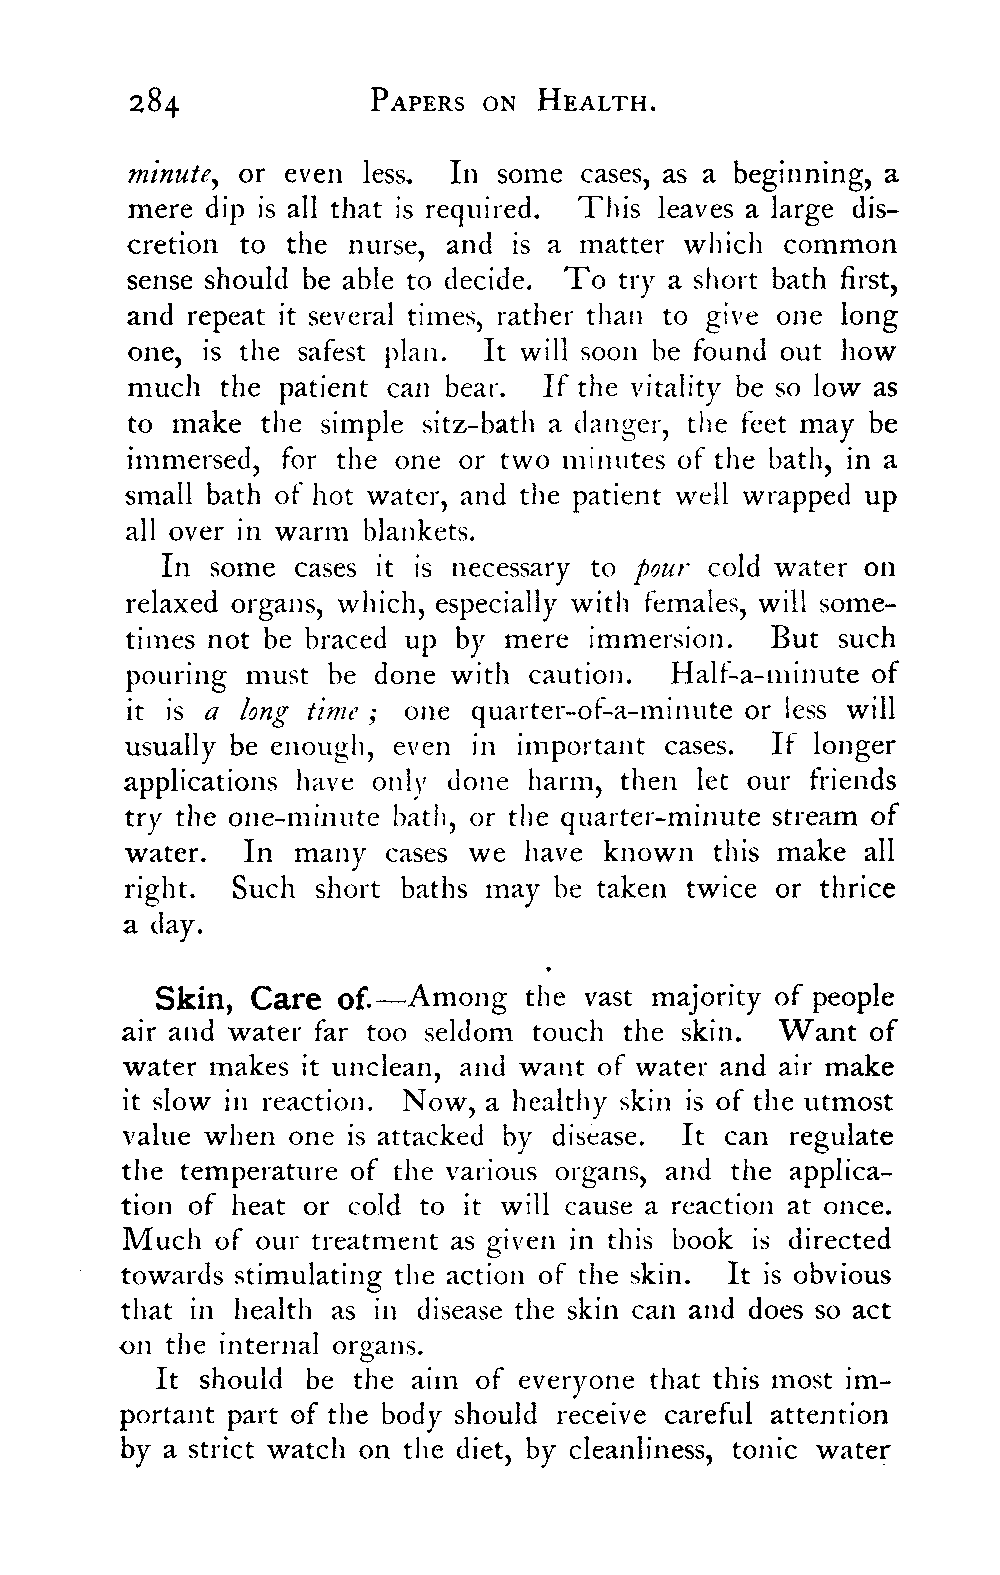 284 PAPERS ON HEALTH.
minute, or even less. In some cases, as a beginning, a
mere dip is all that is required. This leaves a large dis-
cretion to the nurse, and is a matter which common
sense should be able to decide. To try a short bath first,
and repeat it several times, rather than to give one long
one, is the safest plan. It will soon be found out how
much the patient can bear. If the vitality be so low as
to make the simple sitz-bath a danger, the feet may be
immersed, for the one or two minutes of the bath, in a
small bath of hot water, and the patient well wrapped up
all over in warm blankets.
In some cases it is necessary to pour cold water on
relaxed organs, which, especially with females, will some-
times not be braced up by mere immersion. But such
pouring must be done with caution. Half-a-minute of
it is a long time; one quarter-of-a-minute or less will
usually be enough, even in important cases. If longer
applications have only done harm, then let our friends
try the one-minute bath, or the quarter-minute stream of
water. In many cases we have known this make all
right. Such short baths may be taken twice or thrice
a day.
Skin, Care of.—Among the vast majority of people
air and water far too seldom touch the skin. Want of
water makes it unclean, and want of water and air make
it slow in reaction. Now, a healthy skin is of the utmost
value when one is attacked by disease. It can regulate
the temperature of the various organs, and the applica-
tion of heat or cold to it will cause a reaction at once.
Much of our treatment as given in this book is directed
towards stimulating the action of the skin. It is obvious
that in health as in disease the skin can and does so act
on the internal organs.
It should be the aim of everyone that this most im-
portant part of the body should receive careful attention
by a strict watch on the diet, by cleanliness, tonic water